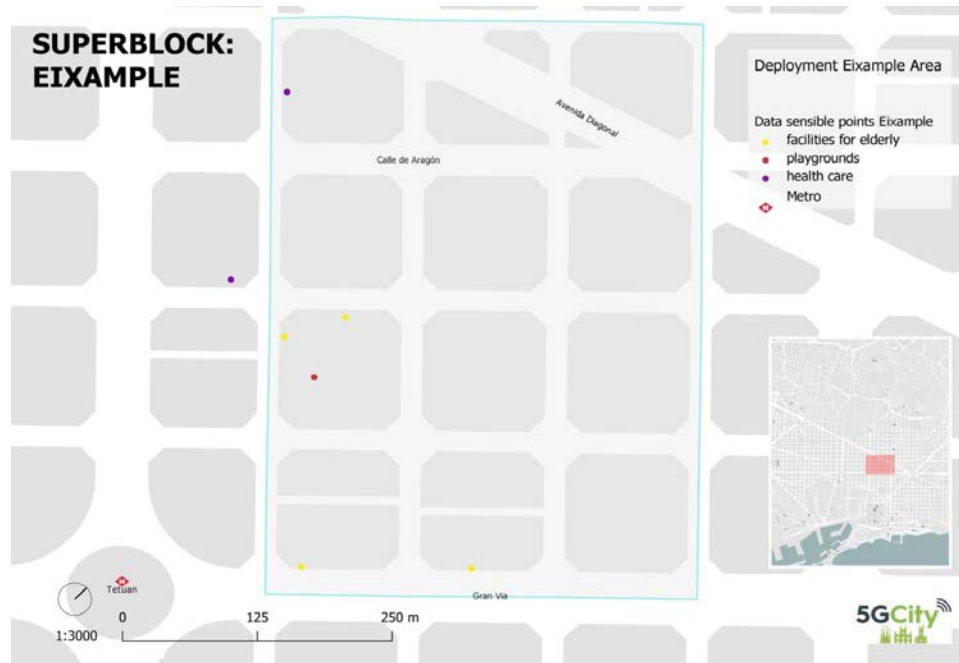 SUPERBLOCK:
EIXAMPLE
Deployment Eixample Area
Data sensible points Eixample
facilities for elderly
playgrounds
health care
Metro
M
Avenida Diagonal
Calle de Aragón
M
Tetuan
Gran Via
0 125 250 m
1:3000
5GCity